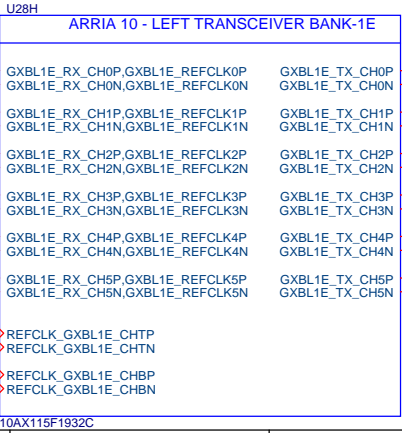 U28H
ARRIA 10 - LEFT TRANSCEIVER BANK-1E
GXBL1E_RX_CH0P,GXBL1E_REFCLK0P GXBL1E_TX_CH0P
GXBL1E_RX_CH0N,GXBL1E_REFCLK0N GXBL1E_TX_CH0N
GXBL1E_RX_CH1P,GXBL1E_REFCLK1P GXBL1E_TX_CH1P
GXBL1E_RX_CH1N,GXBL1E_REFCLK1N GXBL1E_TX_CH1N
GXBL1E_RX_CH2P,GXBL1E_REFCLK2P GXBL1E_TX_CH2P
GXBL1E_RX_CH2N,GXBL1E_REFCLK2N GXBL1E_TX_CH2N
GXBL1E_RX_CH3P,GXBL1E_REFCLK3P GXBL1E_TX_CH3P
GXBL1E_RX_CH3N,GXBL1E_REFCLK3N GXBL1E_TX_CH3N
GXBL1E_RX_CH4P,GXBL1E_REFCLK4P GXBL1E_TX_CH4P
GXBL1E_RX_CH4N,GXBL1E_REFCLK4N GXBL1E_TX_CH4N
GXBL1E_RX_CH5P,GXBL1E_REFCLK5P GXBL1E_TX_CH5P
GXBL1E_RX_CH5N,GXBL1E_REFCLK5N GXBL1E_TX_CH5N
REFCLK_GXBL1E_CHTP
REFCLK_GXBL1E_CHTN
REFCLK_GXBL1E_CHBP
REFCLK_GXBL1E_CHBN
10AX115F1932C